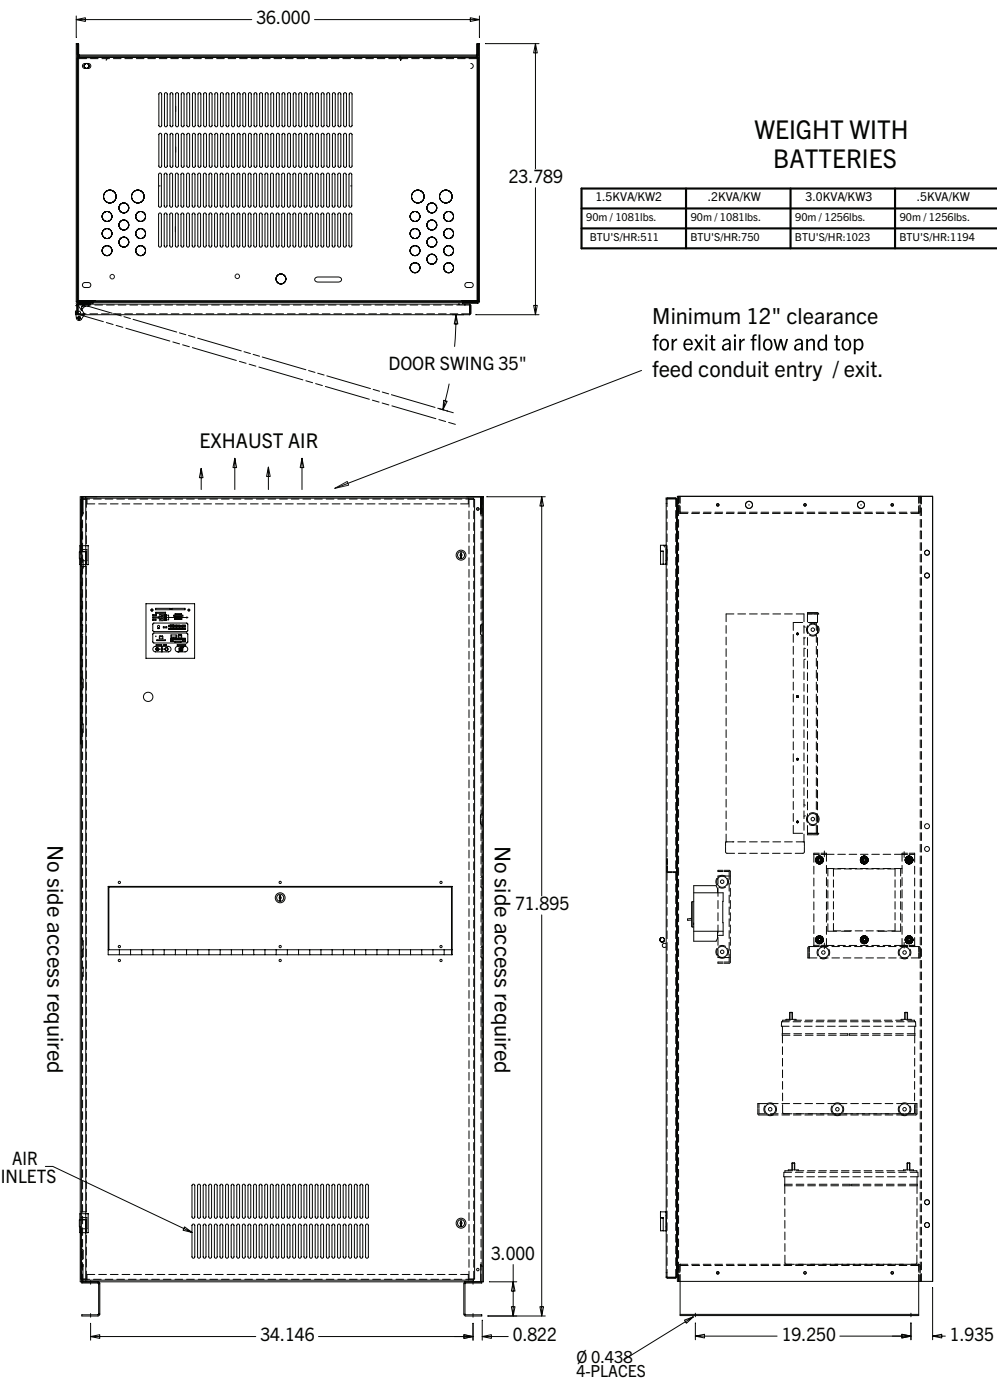 36.000
23.789
WEIGHT WITH
BATTERIES
1.5KVA/KW2 .2KVA/KW 3.0KVA/KW3 .5KVA/KW
90m / 1081lbs. 90m / 1081lbs. 90m / 1256lbs. 90m / 1256lbs.
BTU'S/HR:511 BTU'S/HR:750 BTU'S/HR:1023 BTU'S/HR:1194
Minimum 12" clearance
for exit air flow and top
feed conduit entry / exit.
DOOR SWING 35"
EXHAUST AIR
No side access required
No side access required
71.895
AIR
INLETS
3.000
34.146
0.822
19.250
1.935
Ø 0.438
4-PLACES